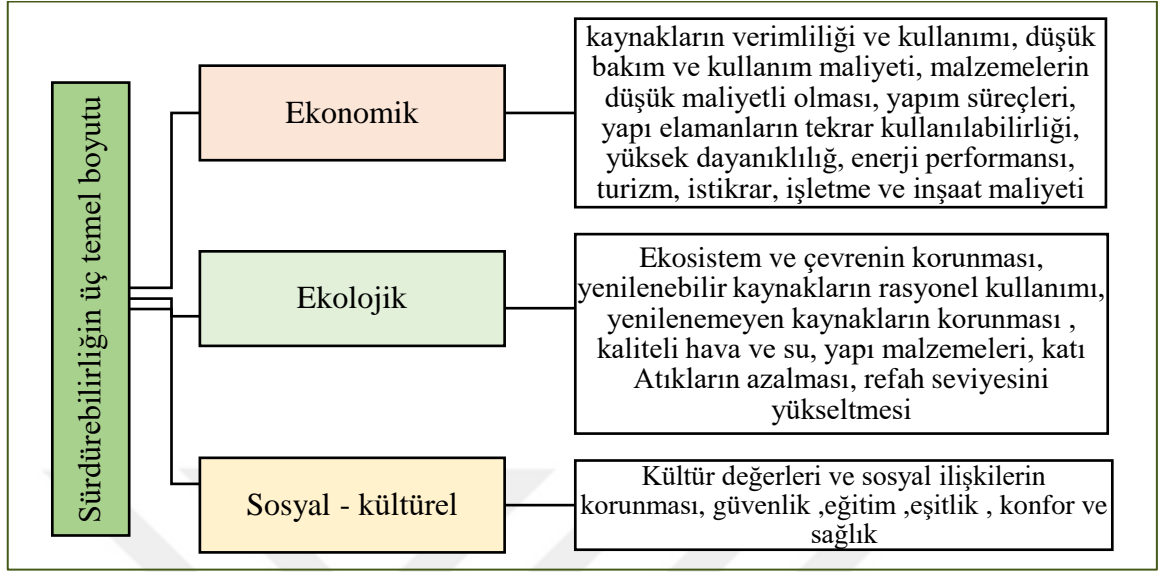 Sürdürebilirliğin üç temel boyutu
Ekonomik
kaynakların verimliliği ve kullanımı, düşük
bakım ve kullanım maliyeti, malzemelerin
düşük maliyetli olması, yapım süreçleri,
yapı elamanların tekrar kullanılabilirliği,
yüksek dayanıklılığ, enerji performansı,
turizm, istikrar, işletme ve inşaat maliyeti
Ekolojik
Ekosistem ve çevrenin korunması,
yenilenebilir kaynakların rasyonel kullanımı,
yenilenemeyen kaynakların korunması ,
kaliteli hava ve su, yapı malzemeleri, katı
Atıkların azalması, refah seviyesini
yükseltmesi
Sosyal - kültürel
Kültür değerleri ve sosyal ilişkilerin
korunması, güvenlik ,eğitim ,eşitlik , konfor ve
sağlık